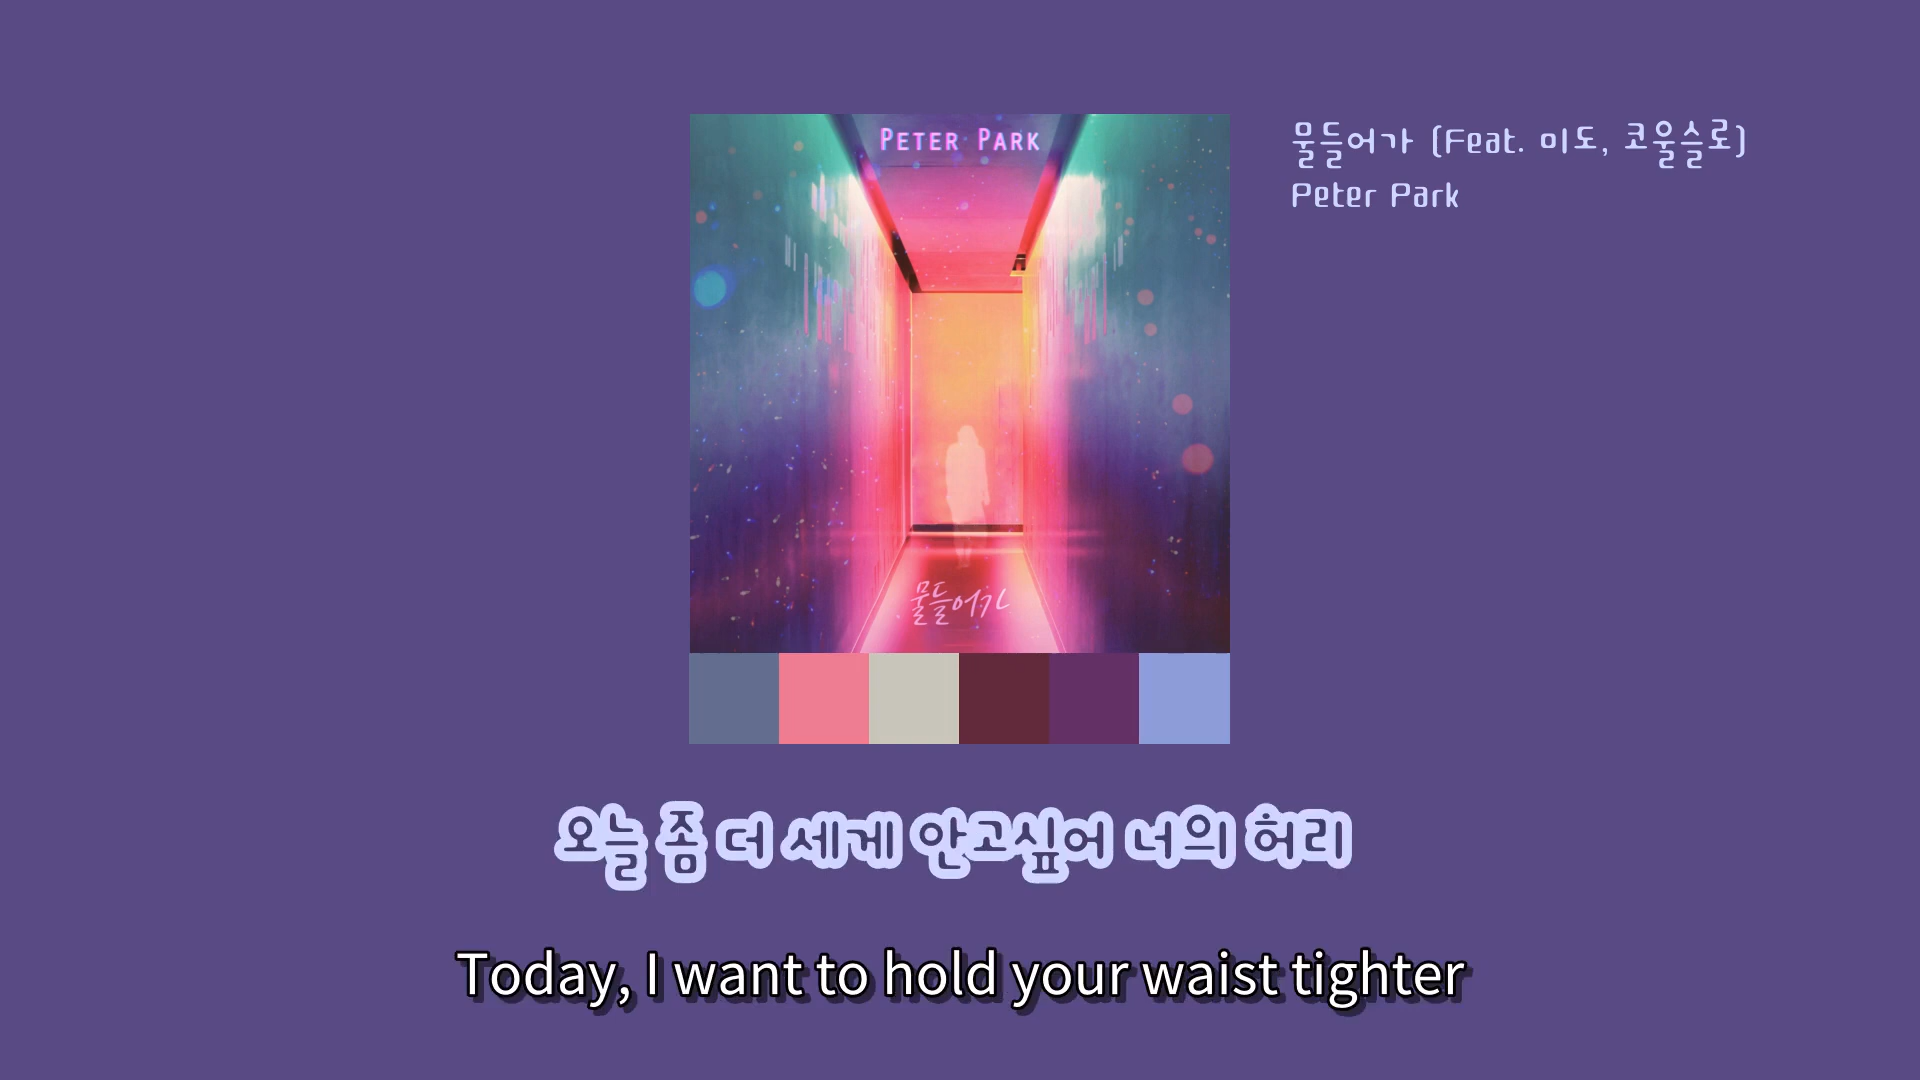 PETER PARK
물들어가 (Feat. 미도, 코울슬로)
Peter Park
물들어가
오늘 좀 더 세게 안고싶어 너의 허리
Today, I want to hold your waist tighter